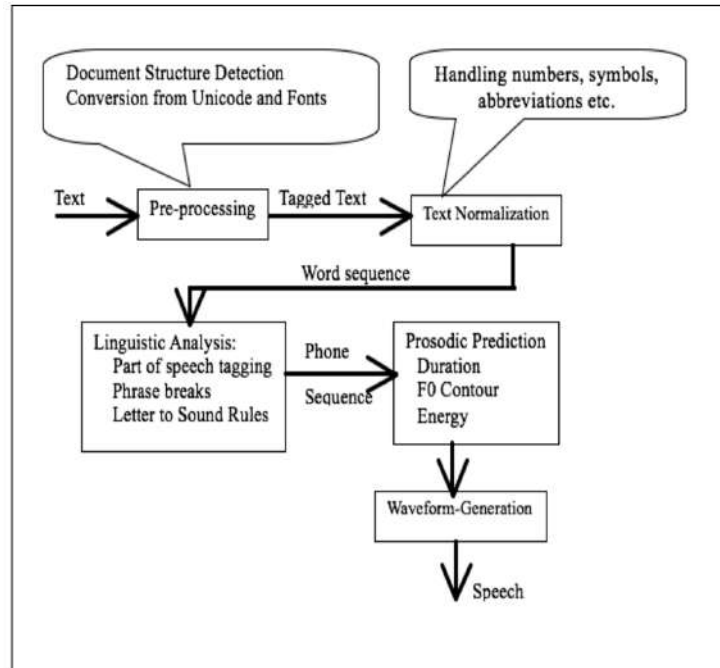 Document Structure Detection
Conversion from Unicode and Fonts
Handling numbers, symbols,
abbreviations etc.
Text
Pre-processing
Tagged Text
Text Normalization
Word sequence
Linguistic Analysis:
Part of speech tagging
Phrase breaks
Letter to Sound Rules
Phone
Sequence
Prosodic Prediction
Duration
F0 Contour
Energy
Waveform-Generation
Speech